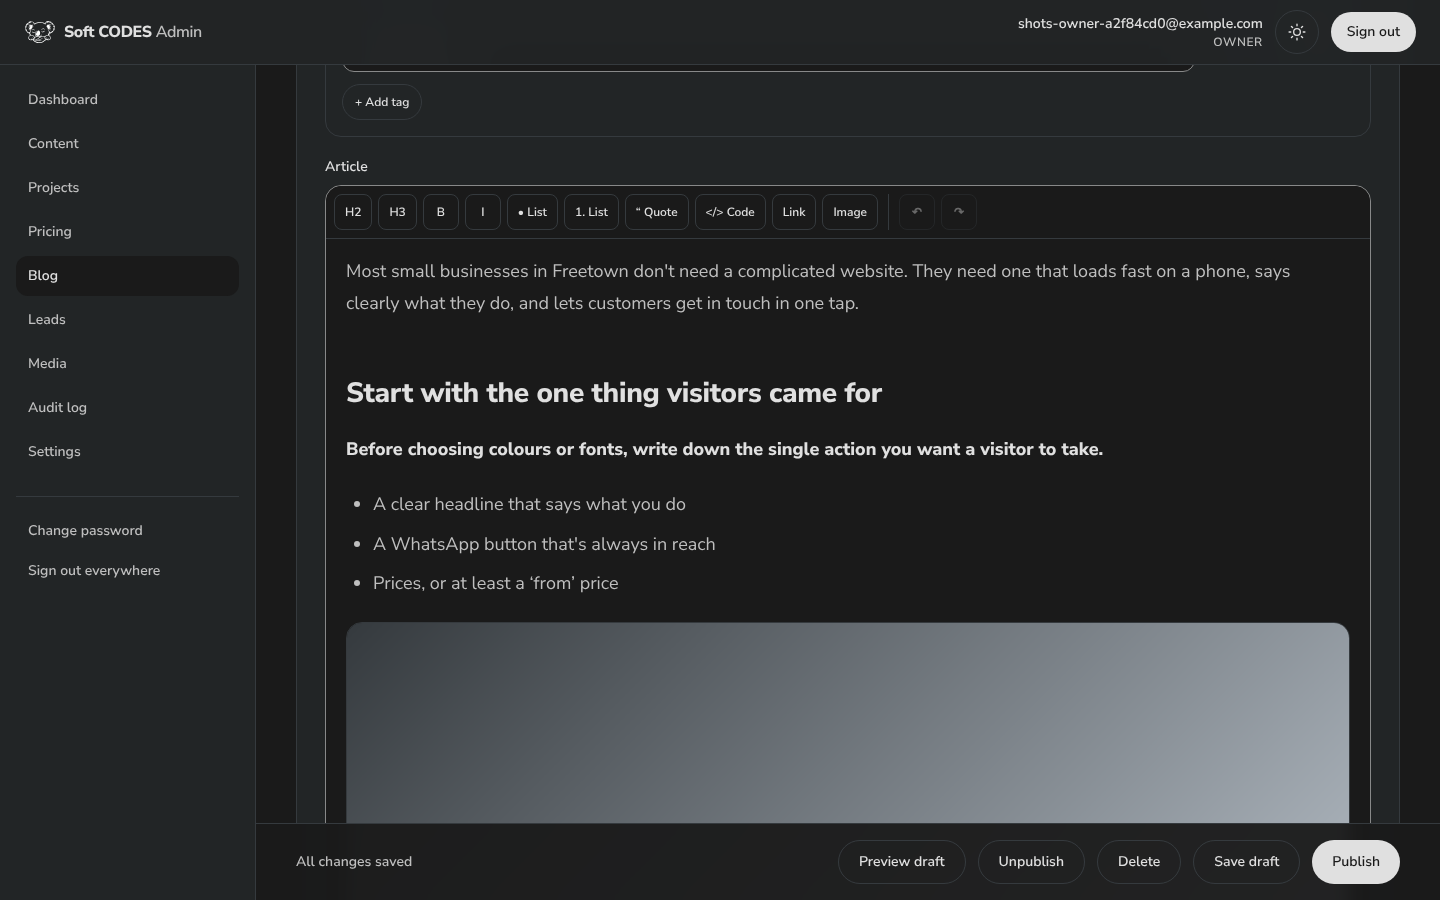 Soft CODES Admin
shots-owner-a2f84cd0@example.com
OWNER
Sign out
Dashboard
Content
Projects
Pricing
Blog
Leads
Media
Audit log
Settings
Change password
Sign out everywhere
+ Add tag
Article
H2 H3 B I • List 1. List “ Quote </> Code Link Image ↶ ↷
Most small businesses in Freetown don't need a complicated website. They need one that loads fast on a phone, says
clearly what they do, and lets customers get in touch in one tap.
Start with the one thing visitors came for
Before choosing colours or fonts, write down the single action you want a visitor to take.
• A clear headline that says what you do
• A WhatsApp button that's always in reach
• Prices, or at least a ‘from’ price
All changes saved
Preview draft Unpublish Delete Save draft Publish